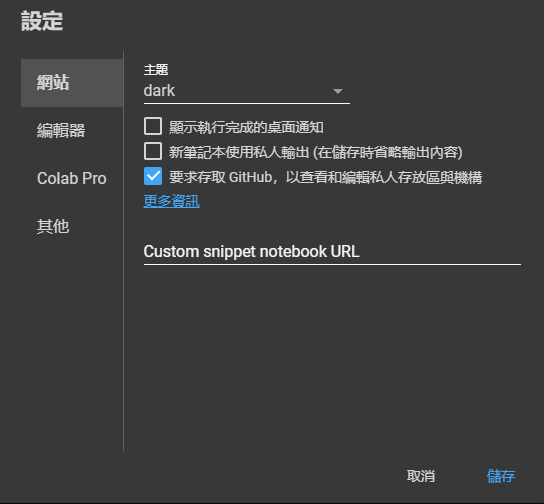 設定
網站
編輯器
Colab Pro
其他
主題
dark
顯示執行完成的桌面通知
新筆記本使用私人輸出 (在儲存時省略輸出內容)
要求存取 GitHub，以查看和編輯私人存放區與機構
更多資訊
Custom snippet notebook URL
取消
儲存